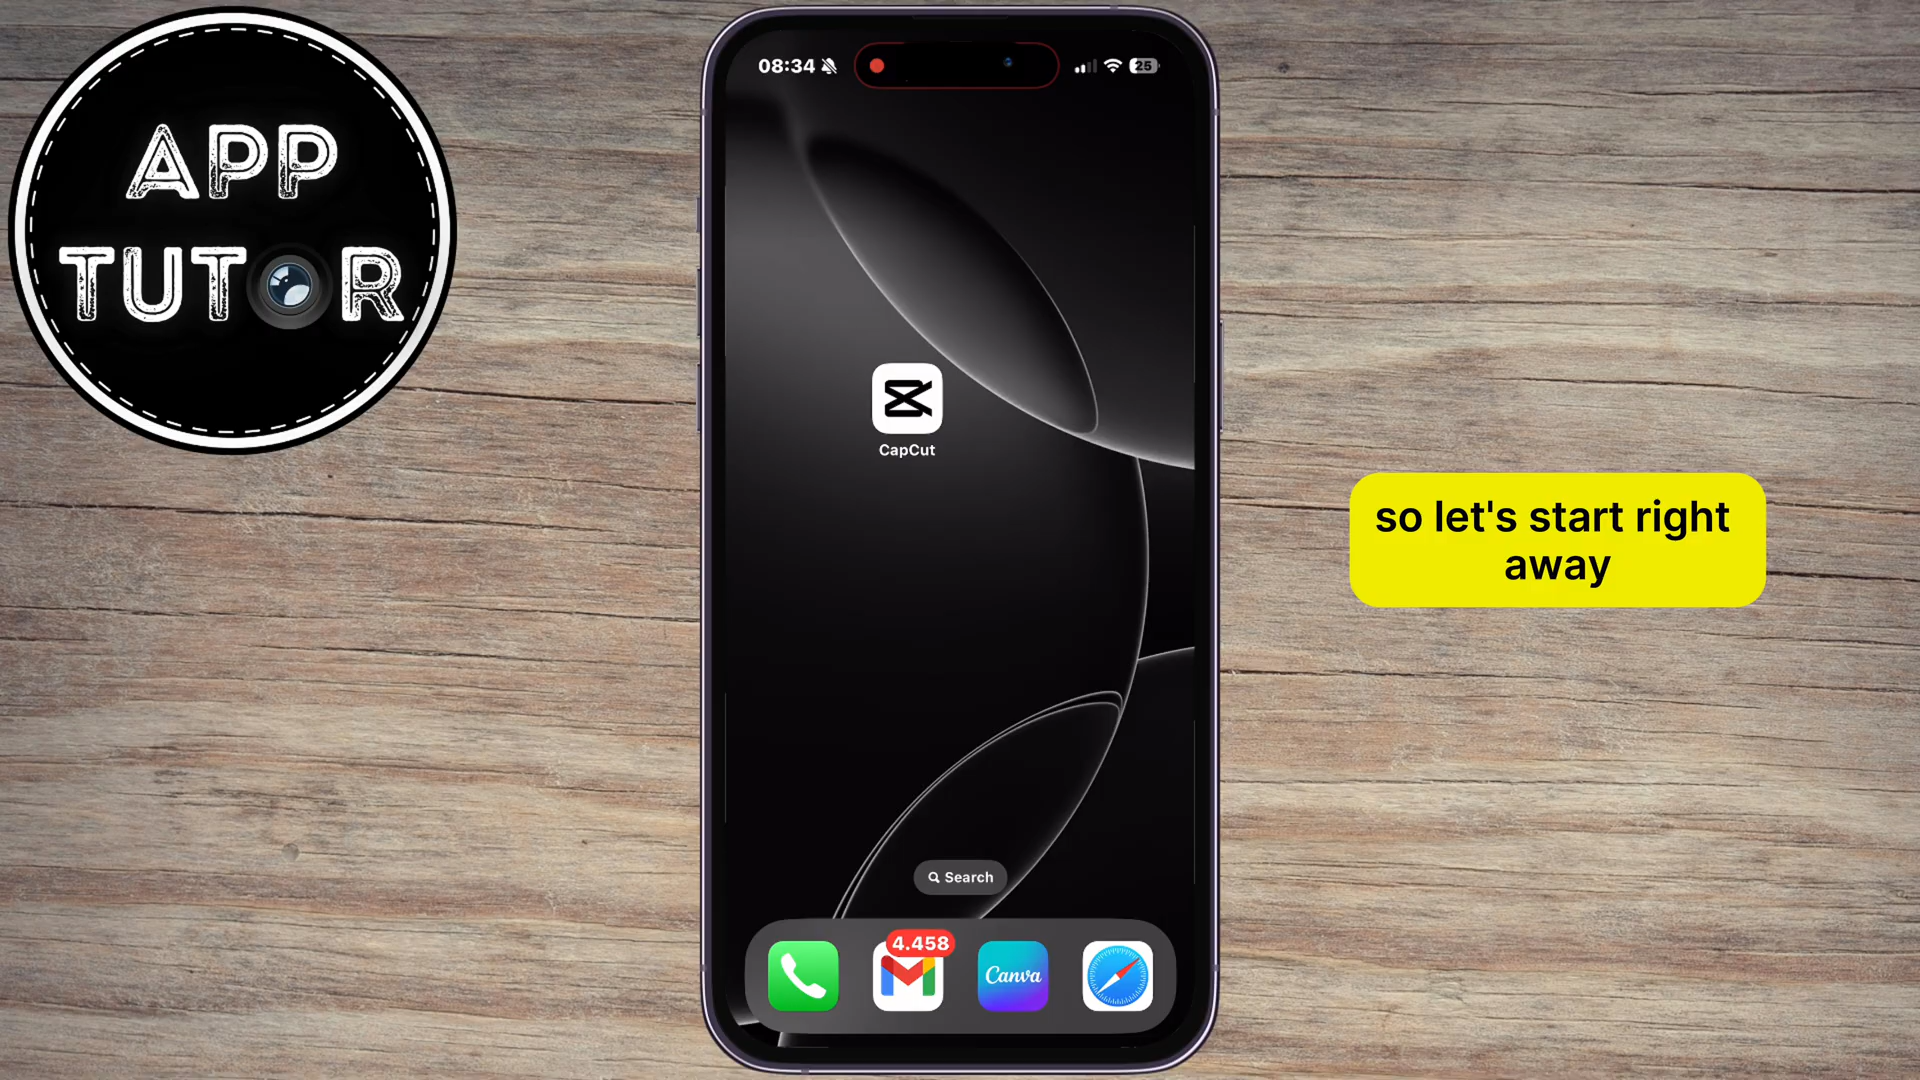 APP
TUTOR
08:34
25
CapCut
so let's start right
away
Search
4.458
Canva